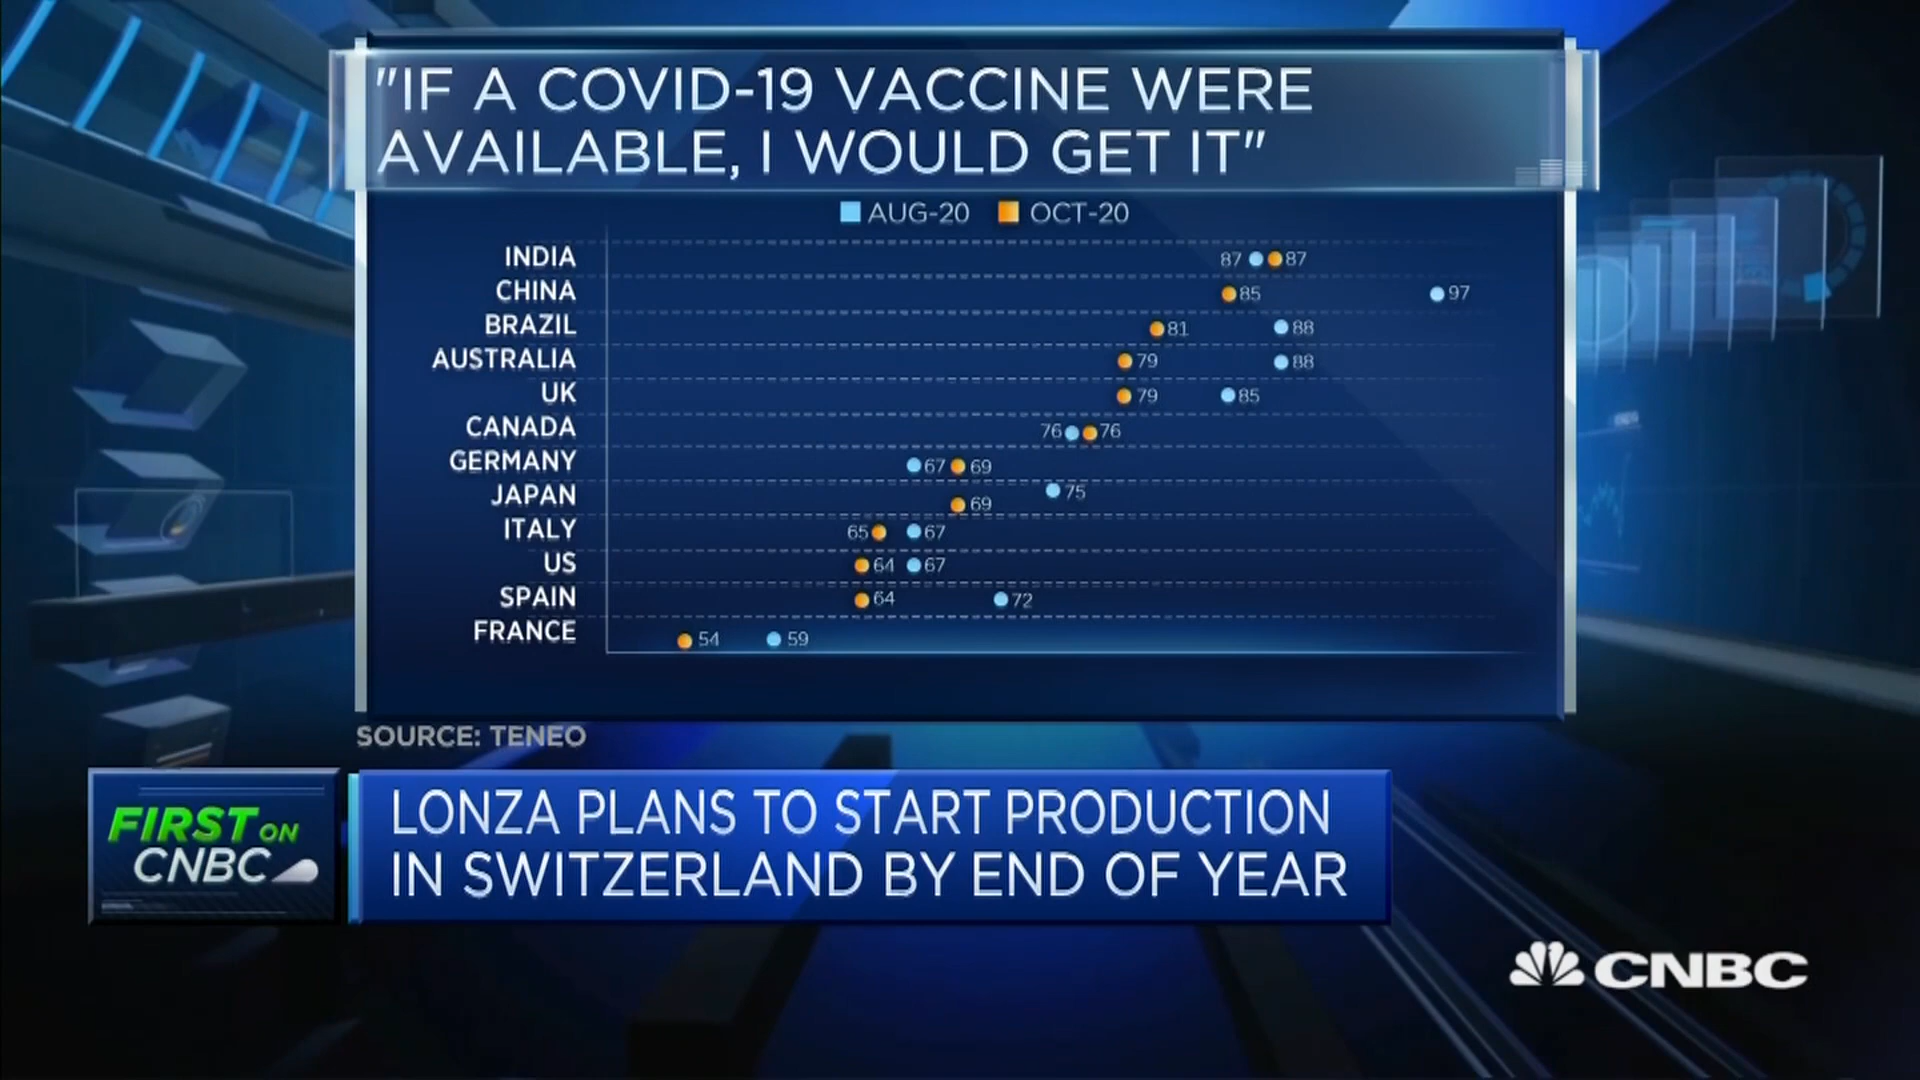 "IF A COVID-19 VACCINE WERE
AVAILABLE, I WOULD GET IT"
AUG-20 OCT-20
INDIA 87 87
CHINA 85 97
BRAZIL 81 88
AUSTRALIA 79 88
UK 79 85
CANADA 76 76
GERMANY 67 69
JAPAN 69 75
ITALY 65 67
US 64 67
SPAIN 64 72
FRANCE 54 59
SOURCE: TENEO
FIRST ON
CNBC
LONZA PLANS TO START PRODUCTION
IN SWITZERLAND BY END OF YEAR
CNBC